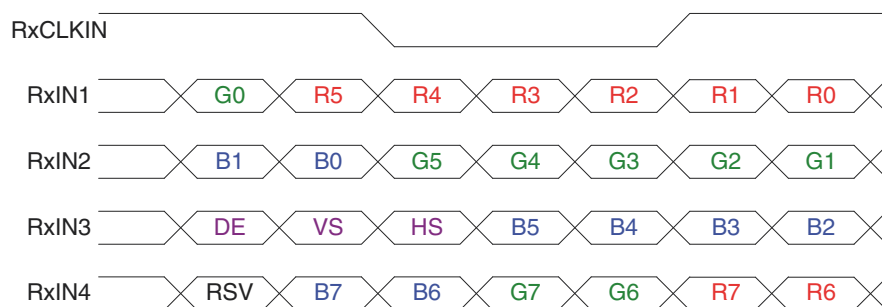 RxCLKIN
RxIN1 G0 R5 R4 R3 R2 R1 R0
RxIN2 B1 B0 G5 G4 G3 G2 G1
RxIN3 DE VS HS B5 B4 B3 B2
RxIN4 RSV B7 B6 G7 G6 R7 R6